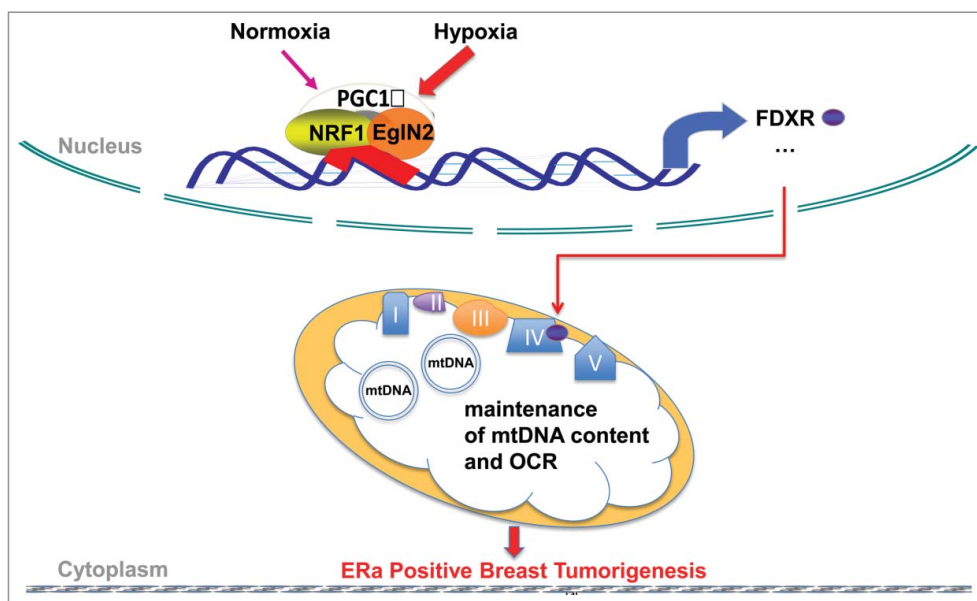 Normoxia
Hypoxia
PGC1□
NRF1
EglN2
FDXR
...
Nucleus
I
II
III
IV
V
mtDNA
mtDNA
maintenance
of mtDNA content
and OCR
Cytoplasm
ERa Positive Breast Tumorigenesis